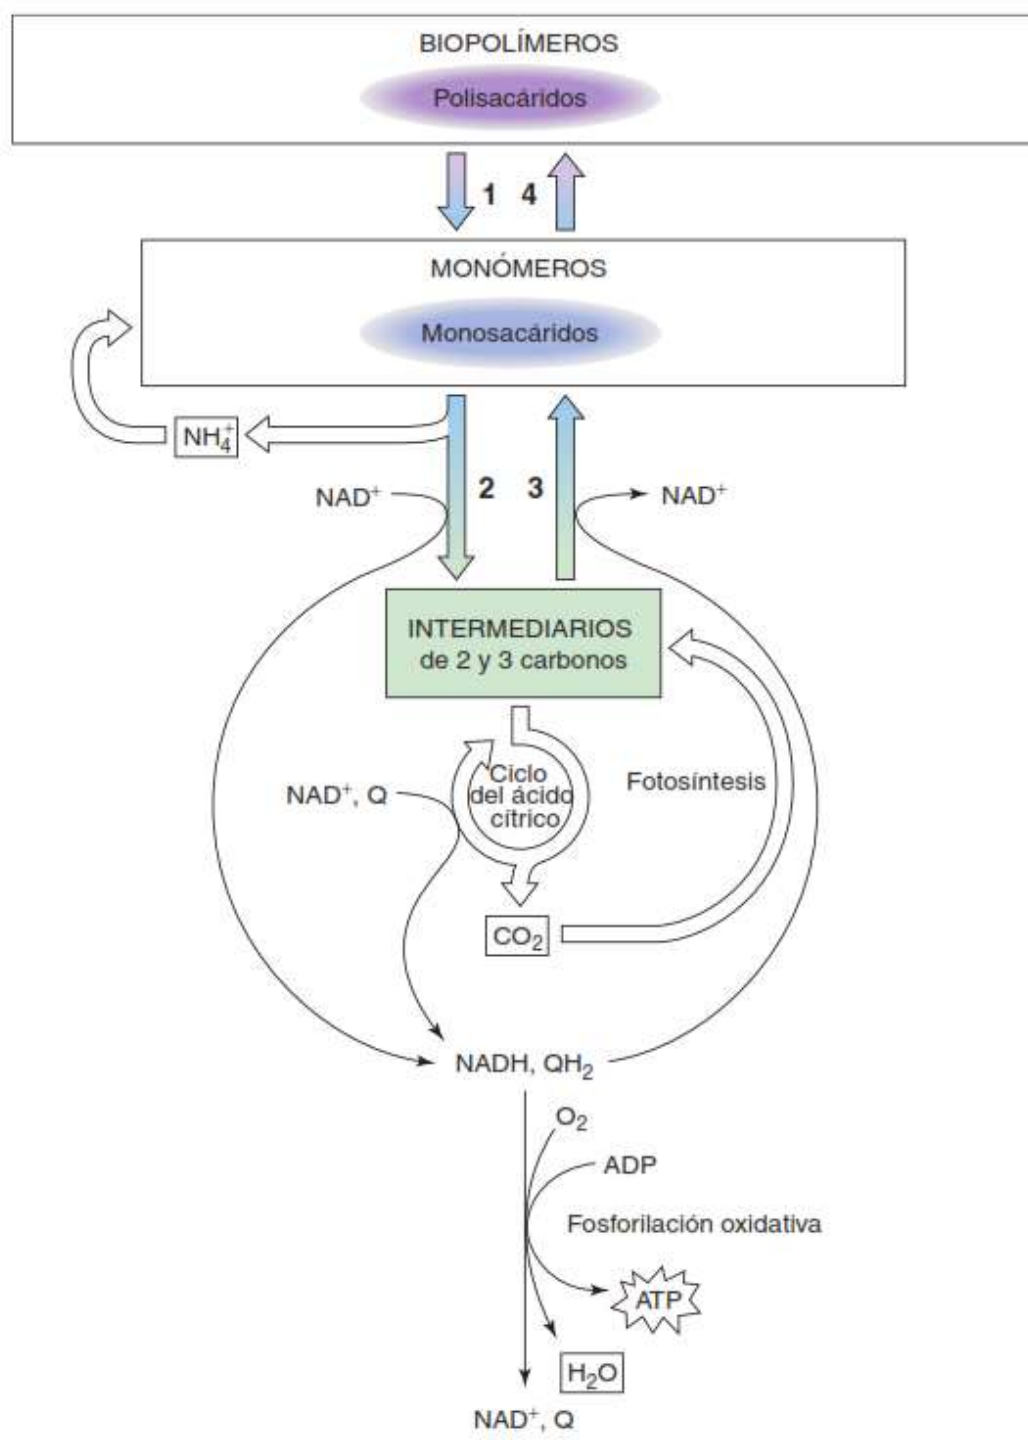 BIOPOLÍMEROS
Polisacáridos
1 4
MONÓMEROS
Monosacáridos
NH₄⁺
NAD⁺
2 3
NAD⁺
INTERMEDIARIOS
de 2 y 3 carbonos
NAD⁺, Q
Ciclo
del ácido
cítrico
Fotosíntesis
CO₂
NADH, QH₂
O₂
ADP
Fosforilación oxidativa
ATP
H₂O
NAD⁺, Q